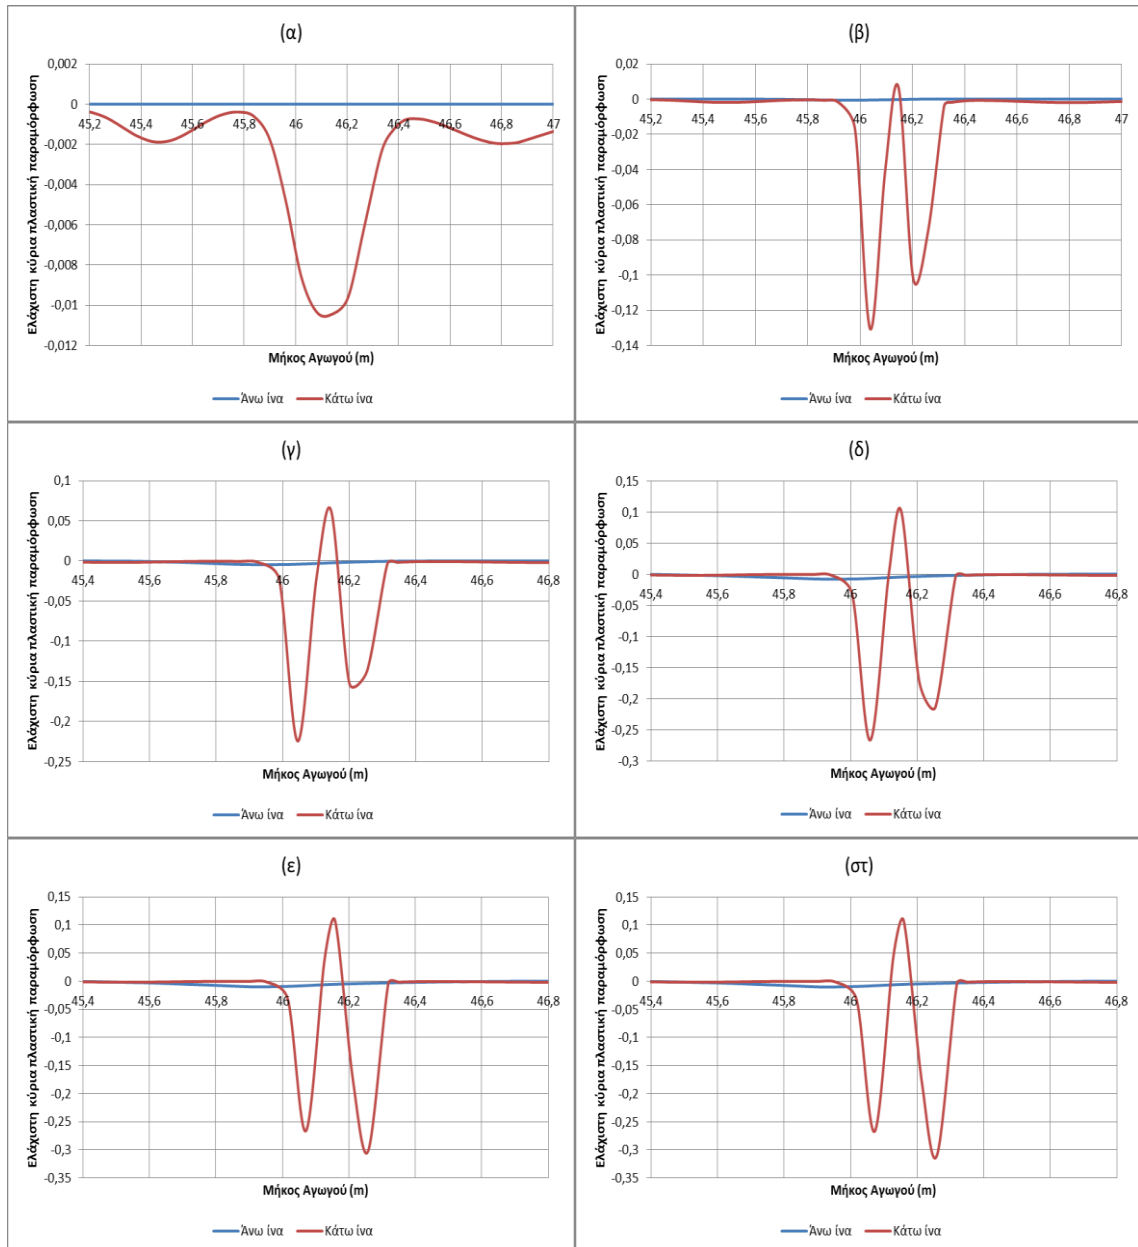 (α)
Ελάχιστη κύρια πλαστική παραμόρφωση
0,002
0
-0,002
-0,004
-0,006
-0,008
-0,01
-0,012
45,2 45,4 45,6 45,8 46 46,2 46,4 46,6 46,8 47
Μήκος Αγωγού (m)
Άνω ίνα Κάτω ίνα
(β)
Ελάχιστη κύρια πλαστική παραμόρφωση
0,02
0
-0,02
-0,04
-0,06
-0,08
-0,1
-0,12
-0,14
45,2 45,4 45,6 45,8 46 46,2 46,4 46,6 46,8 47
Μήκος Αγωγού (m)
Άνω ίνα Κάτω ίνα
(γ)
Ελάχιστη κύρια πλαστική παραμόρφωση
0,1
0,05
0
-0,05
-0,1
-0,15
-0,2
-0,25
45,4 45,6 45,8 46 46,2 46,4 46,6 46,8
Μήκος Αγωγού (m)
Άνω ίνα Κάτω ίνα
(δ)
Ελάχιστη κύρια πλαστική παραμόρφωση
0,15
0,1
0,05
0
-0,05
-0,1
-0,15
-0,2
-0,25
-0,3
45,4 45,6 45,8 46 46,2 46,4 46,6 46,8
Μήκος Αγωγού (m)
Άνω ίνα Κάτω ίνα
(ε)
Ελάχιστη κύρια πλαστική παραμόρφωση
0,15
0,1
0,05
0
-0,05
-0,1
-0,15
-0,2
-0,25
-0,3
-0,35
45,4 45,6 45,8 46 46,2 46,4 46,6 46,8
Μήκος Αγωγού (m)
Άνω ίνα Κάτω ίνα
(στ)
Ελάχιστη κύρια πλαστική παραμόρφωση
0,15
0,1
0,05
0
-0,05
-0,1
-0,15
-0,2
-0,25
-0,3
-0,35
45,4 45,6 45,8 46 46,2 46,4 46,6 46,8
Μήκος Αγωγού (m)
Άνω ίνα Κάτω ίνα